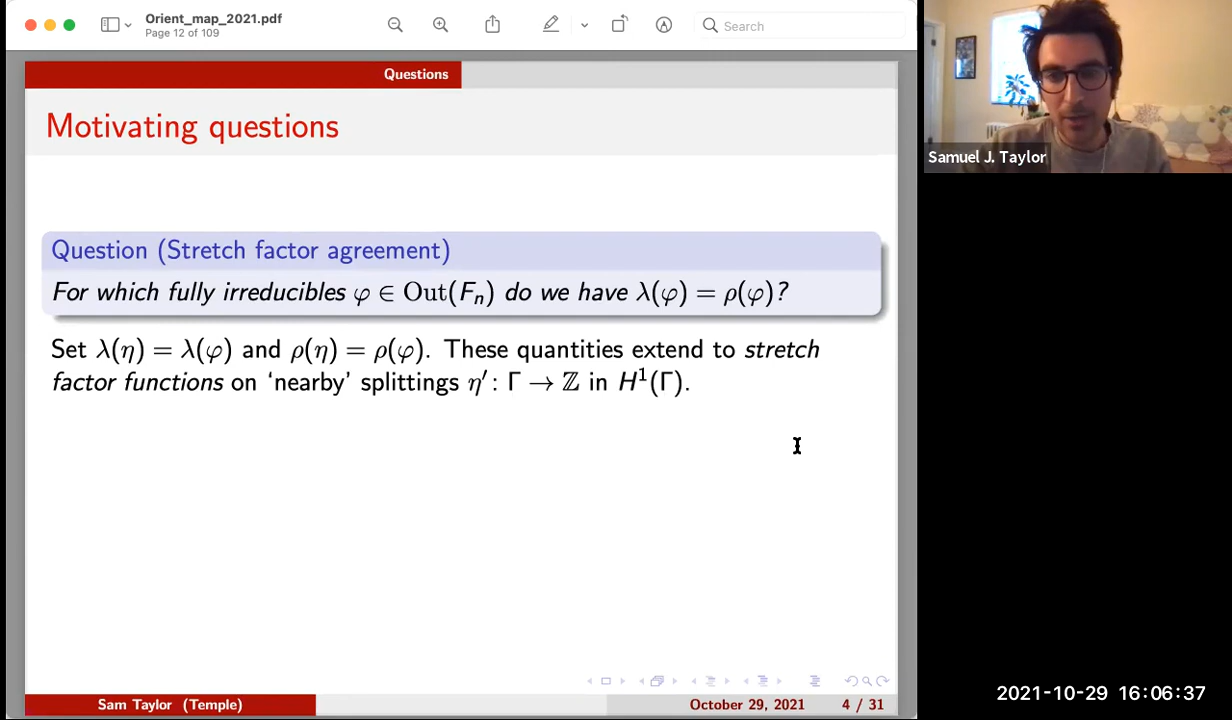 Orient_map_2021.pdf
Page 12 of 109
Search
Questions
Motivating questions
Question (Stretch factor agreement)
For which fully irreducibles φ ∈ Out(Fₙ) do we have λ(φ) = ρ(φ)?
Set λ(η) = λ(φ) and ρ(η) = ρ(φ). These quantities extend to stretch
factor functions on ‘nearby’ splittings η′: Γ → ℤ in H¹(Γ).
Sam Taylor (Temple)
October 29, 2021
4 / 31
Samuel J. Taylor
2021-10-29 16:06:37